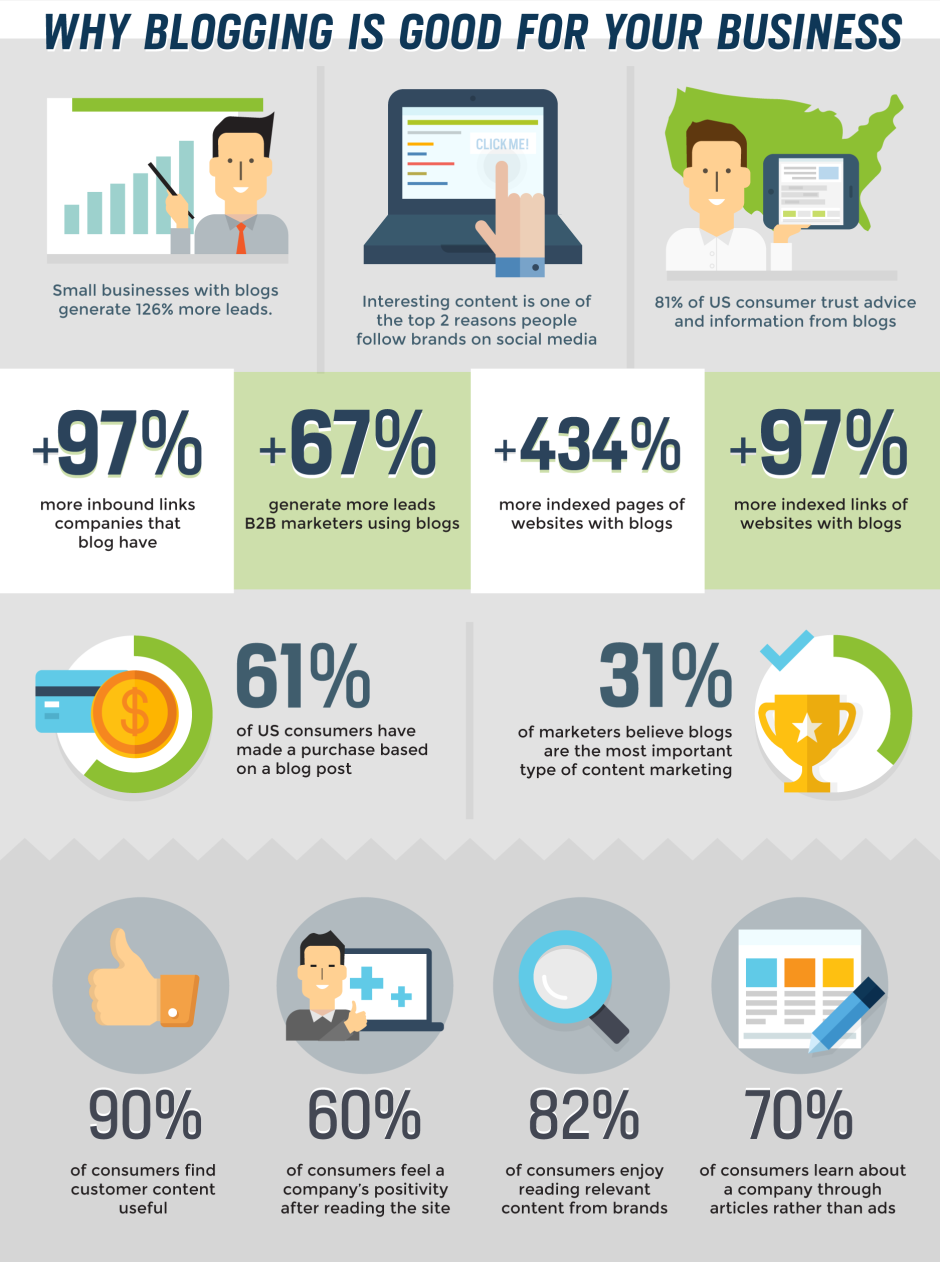 WHY BLOGGING IS GOOD FOR YOUR BUSINESS
CLICK ME!
Small businesses with blogs
generate 126% more leads.
Interesting content is one of
the top 2 reasons people
follow brands on social media
81% of US consumer trust advice
and information from blogs
+97%
more inbound links
companies that
blog have
+67%
generate more leads
B2B marketers using blogs
+434%
more indexed pages of
websites with blogs
+97%
more indexed links of
websites with blogs
$
61%
of US consumers have
made a purchase based
on a blog post
31%
of marketers believe blogs
are the most important
type of content marketing
90%
of consumers find
customer content
useful
60%
of consumers feel a
company's positivity
after reading the site
82%
of consumers enjoy
reading relevant
content from brands
70%
of consumers learn about
a company through
articles rather than ads